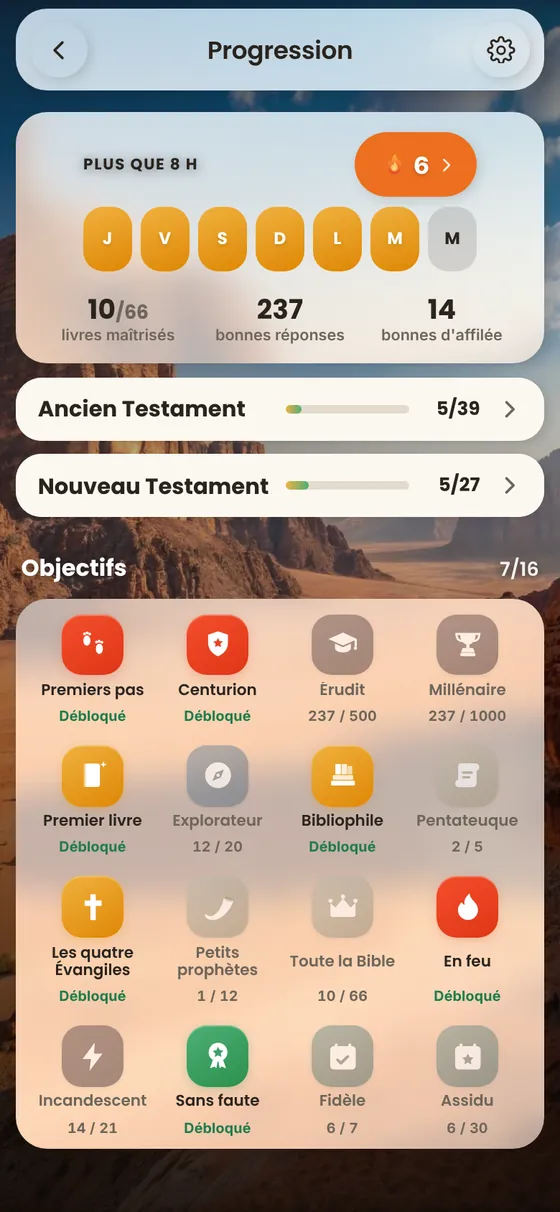 Progression
PLUS QUE 8 H
6
J V S D L M M
10/66 237 14
livres maîtrisés bonnes réponses bonnes d'affilée
Ancien Testament 5/39
Nouveau Testament 5/27
Objectifs 7/16
Premiers pas Centurion Érudit Millénaire
Débloqué Débloqué 237 / 500 237 / 1000
Premier livre Explorateur Bibliophile Pentateuque
Débloqué 12 / 20 Débloqué 2 / 5
Les quatre Petits
Évangiles prophètes Toute la Bible En feu
Débloqué 1 / 12 10 / 66 Débloqué
Incandescent Sans faute Fidèle Assidu
14 / 21 Débloqué 6 / 7 6 / 30